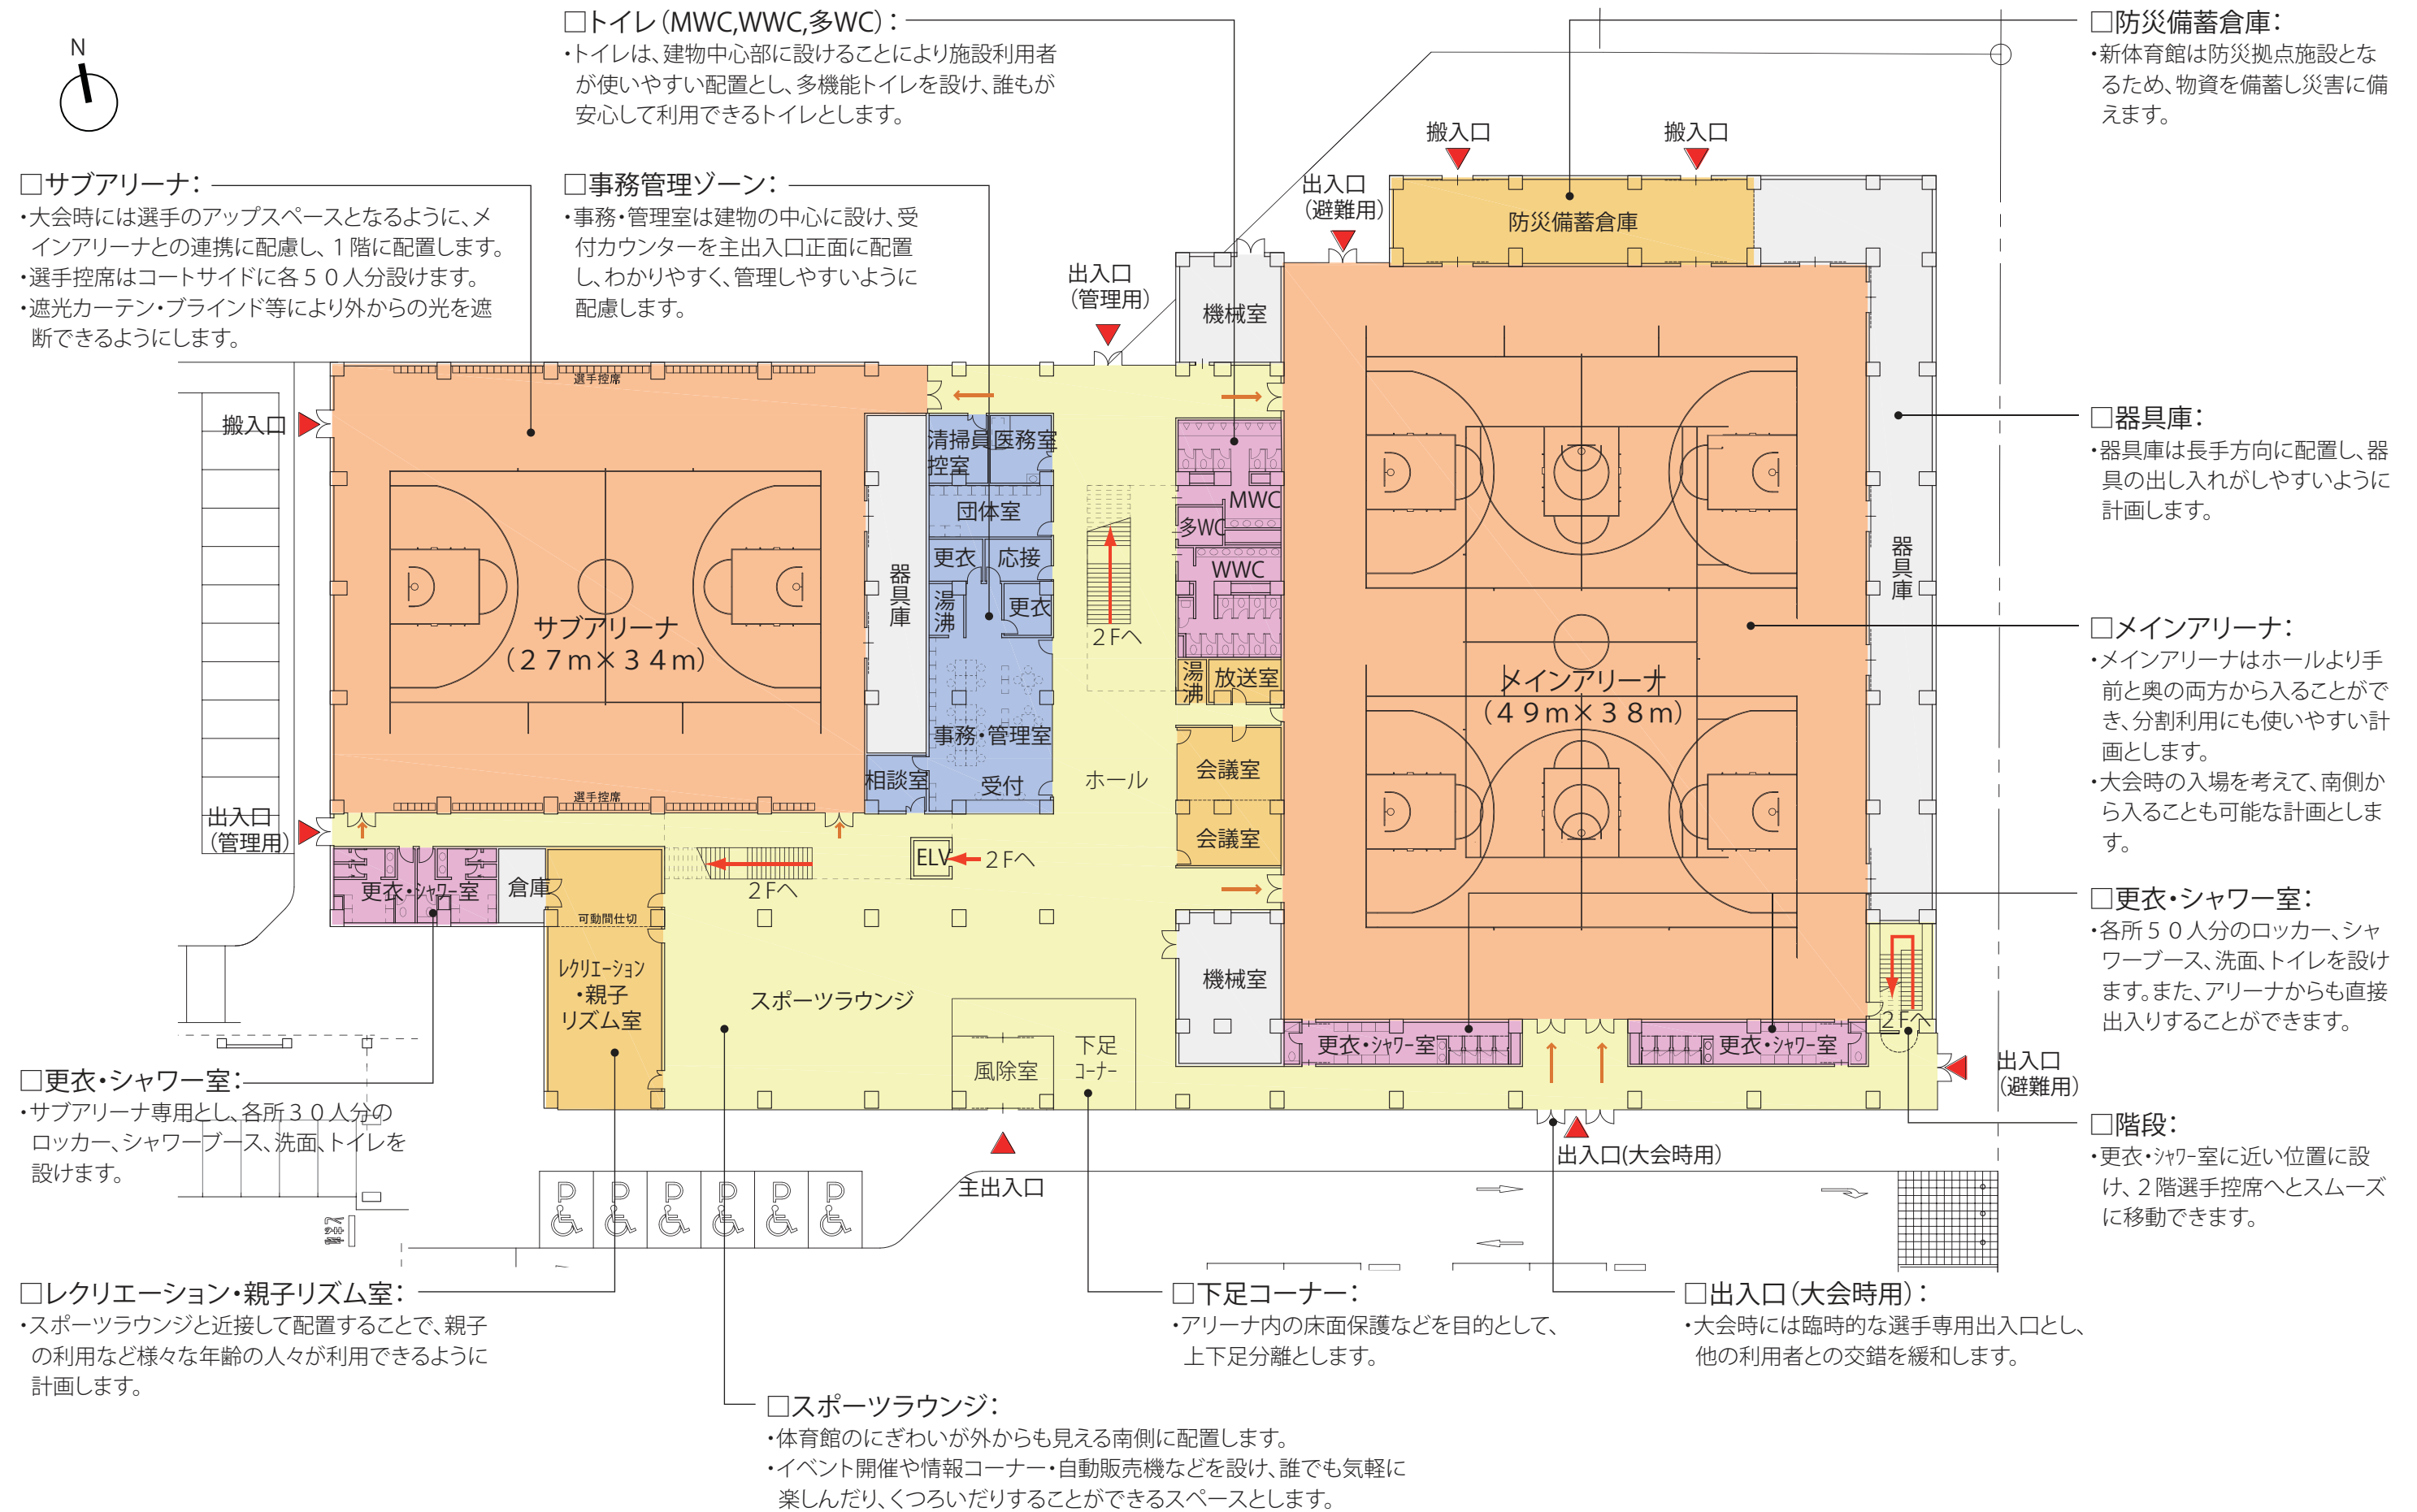 N
□トイレ(MWC,WWC,多WC):
・トイレは、建物中心部に設けることにより施設利用者
が使いやすい配置とし、多機能トイレを設け、誰もが
安心して利用できるトイレとします。
□防災備蓄倉庫:
・新体育館は防災拠点施設とな
るため、物資を備蓄し災害に備
えます。
□サブアリーナ:
・大会時には選手のアップスペースとなるように、メ
インアリーナとの連携に配慮し、1階に配置します。
・選手控席はコートサイドに各50人分設けます。
・遮光カーテン・ブラインド等により外からの光を遮
断できるようにします。
□事務管理ゾーン:
・事務・管理室は建物の中心に設け、受
付カウンターを主出入口正面に配置
し、わかりやすく、管理しやすいように
配慮します。
搬入口
搬入口
出入口
(避難用)
防災備蓄倉庫
出入口
(管理用)
機械室
選手控席
搬入口
清掃員
控室
医務室
団体室
更衣
応接
湯沸
更衣
器具庫
サブアリーナ
(27m×34m)
事務・管理室
相談室
受付
選手控席
2Fへ
ホール
MWC
多WC
WWC
湯沸
放送室
会議室
会議室
メインアリーナ
(49m×38m)
器具庫
□器具庫:
・器具庫は長手方向に配置し、器
具の出し入れがしやすいように
計画します。
□メインアリーナ:
・メインアリーナはホールより手
前と奥の両方から入ることがで
き、分割利用にも使いやすい計
画とします。
・大会時の入場を考えて、南側か
ら入ることも可能な計画としま
す。
出入口
(管理用)
更衣・シャワー室
倉庫
可動間仕切
レクリエーション
・親子
リズム室
2Fへ
ELV
2Fへ
スポーツラウンジ
風除室
下足
コーナー
機械室
更衣・シャワー室
更衣・シャワー室
2Fへ
出入口
(避難用)
□更衣・シャワー室:
・各所50人分のロッカー、シャ
ワーブース、洗面、トイレを設け
ます。また、アリーナからも直接
出入りすることができます。
□更衣・シャワー室:
・サブアリーナ専用とし、各所30人分の
ロッカー、シャワーブース、洗面、トイレを
設けます。
□階段:
・更衣・シャワー室に近い位置に設
け、2階選手控席へとスムーズ
に移動できます。
出入口(大会時用)
主出入口
P
P
P
P
P
P
□レクリエーション・親子リズム室:
・スポーツラウンジと近接して配置することで、親子
の利用など様々な年齢の人々が利用できるように
計画します。
□下足コーナー:
・アリーナ内の床面保護などを目的として、
上下足分離とします。
□出入口(大会時用):
・大会時には臨時的な選手専用出入口とし、
他の利用者との交錯を緩和します。
□スポーツラウンジ:
・体育館のにぎわいが外からも見える南側に配置します。
・イベント開催や情報コーナー・自動販売機などを設け、誰でも気軽に
楽しんだり、くつろいだりすることができるスペースとします。